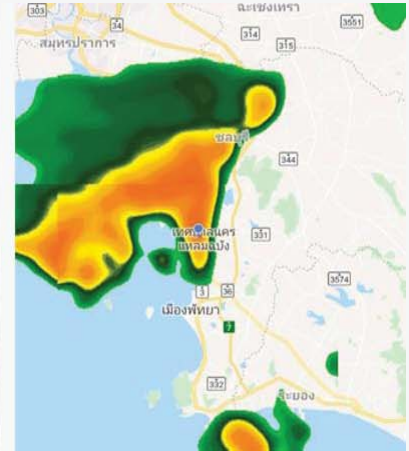 303
34
ฉะเชิงเทรา
3551
314
315
สมุทรปราการ
ชลบุรี
344
เทศบาลนคร
แหลมฉบัง
331
3574
3
36
เมืองพัทยา
7
332
ระยอง